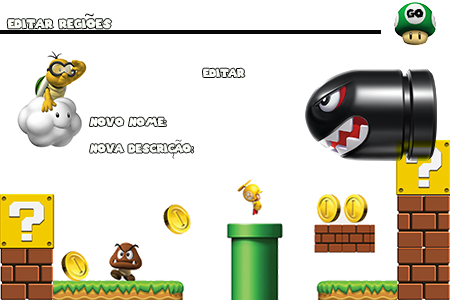 EDITAR REGIÕES
GO
EDITAR
NOVO NOME:
NOVA DESCRIÇÃO:
?
?